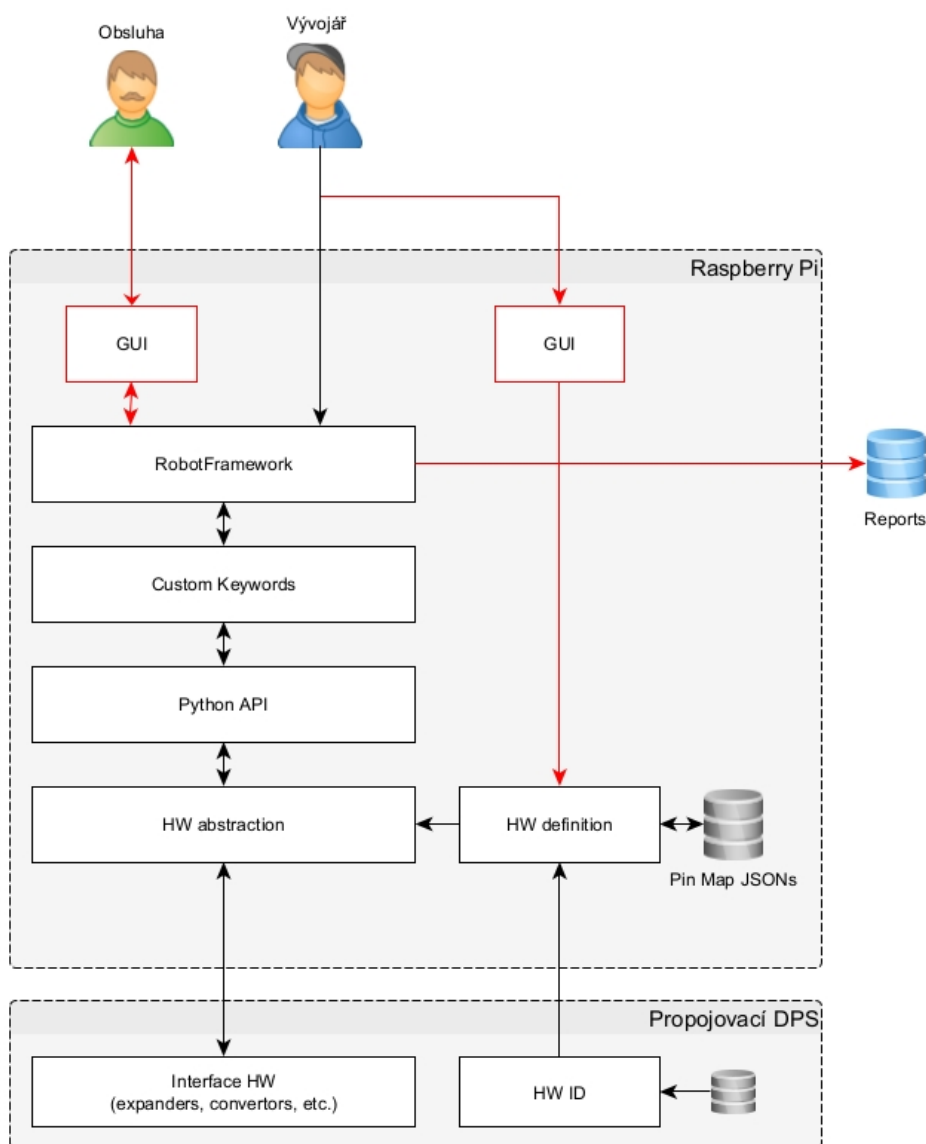 Obsluha
Vývojář
Raspberry Pi
GUI
GUI
RobotFramework
Reports
Custom Keywords
Python API
HW abstraction
HW definition
Pin Map JSONs
Propojovací DPS
Interface HW
(expanders, convertors, etc.)
HW ID